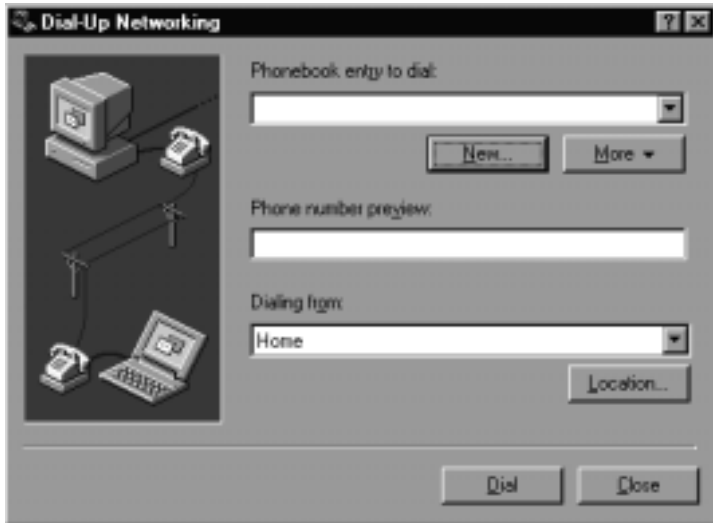 Dial-Up Networking
Phonebook entry to dial:
New... More
Phone number preview:
Dialing from:
Home
Location...
Dial Close